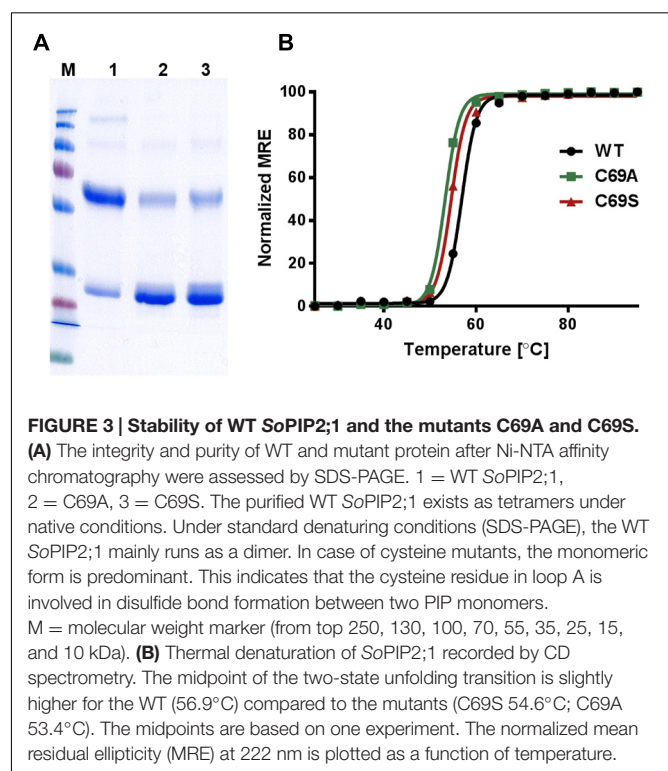 A
B
M 1 2 3
100
80
60
40
20
0
Normalized MRE
WT
C69A
C69S
40 60 80
Temperature [°C]
FIGURE 3 | Stability of WT SoPIP2;1 and the mutants C69A and C69S.
(A) The integrity and purity of WT and mutant protein after Ni-NTA affinity
chromatography were assessed by SDS-PAGE. 1 = WT SoPIP2;1,
2 = C69A, 3 = C69S. The purified WT SoPIP2;1 exists as tetramers under
native conditions. Under standard denaturing conditions (SDS-PAGE), the WT
SoPIP2;1 mainly runs as a dimer. In case of cysteine mutants, the monomeric
form is predominant. This indicates that the cysteine residue in loop A is
involved in disulfide bond formation between two PIP monomers.
M = molecular weight marker (from top 250, 130, 100, 70, 55, 35, 25, 15,
and 10 kDa). (B) Thermal denaturation of SoPIP2;1 recorded by CD
spectrometry. The midpoint of the two-state unfolding transition is slightly
higher for the WT (56.9°C) compared to the mutants (C69S 54.6°C; C69A
53.4°C). The midpoints are based on one experiment. The normalized mean
residual ellipticity (MRE) at 222 nm is plotted as a function of temperature.